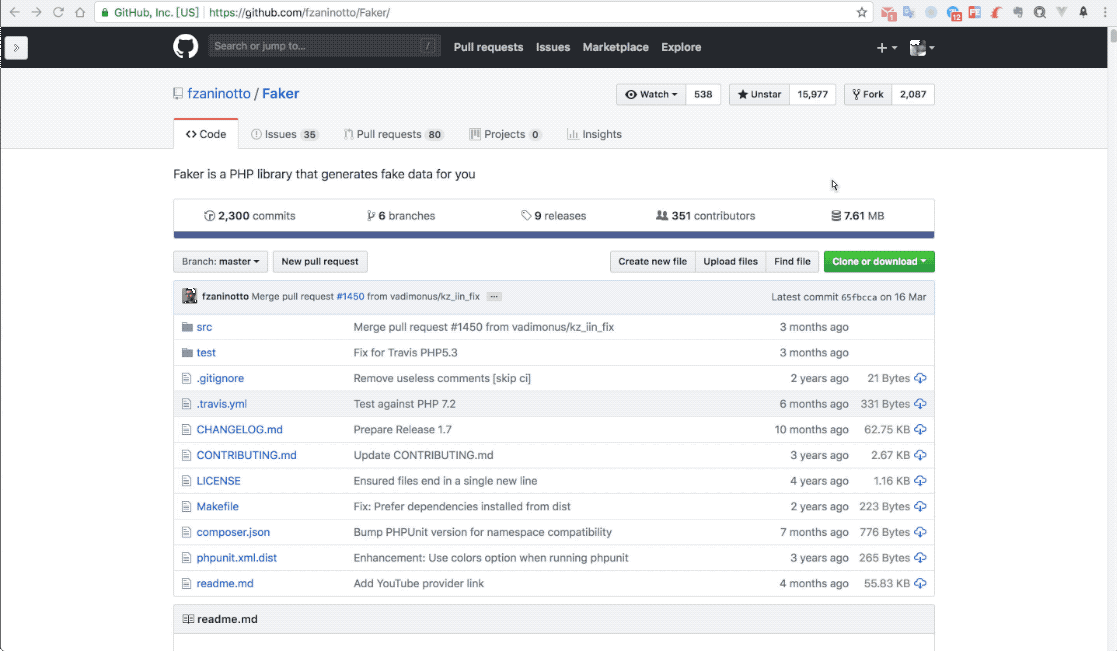 GitHub, Inc. [US] https://github.com/fzaninotto/Faker/
1 12
Search or jump to... / Pull requests Issues Marketplace Explore
fzaninotto / Faker Watch 538 Unstar 15,977 Fork 2,087
Code Issues 35 Pull requests 80 Projects 0 Insights
Faker is a PHP library that generates fake data for you
2,300 commits 6 branches 9 releases 351 contributors 7.61 MB
Branch: master New pull request Create new file Upload files Find file Clone or download
fzaninotto Merge pull request #1450 from vadimonus/kz_iin_fix ... Latest commit 65fbcca on 16 Mar
src Merge pull request #1450 from vadimonus/kz_iin_fix 3 months ago
test Fix for Travis PHP5.3 3 months ago
.gitignore Remove useless comments [skip ci] 2 years ago 21 Bytes
.travis.yml Test against PHP 7.2 6 months ago 331 Bytes
CHANGELOG.md Prepare Release 1.7 10 months ago 62.75 KB
CONTRIBUTING.md Update CONTRIBUTING.md 3 years ago 2.67 KB
LICENSE Ensured files end in a single new line 4 years ago 1.16 KB
Makefile Fix: Prefer dependencies installed from dist 2 years ago 223 Bytes
composer.json Bump PHPUnit version for namespace compatibility 7 months ago 776 Bytes
phpunit.xml.dist Enhancement: Use colors option when running phpunit 3 years ago 265 Bytes
readme.md Add YouTube provider link 4 months ago 55.83 KB
readme.md